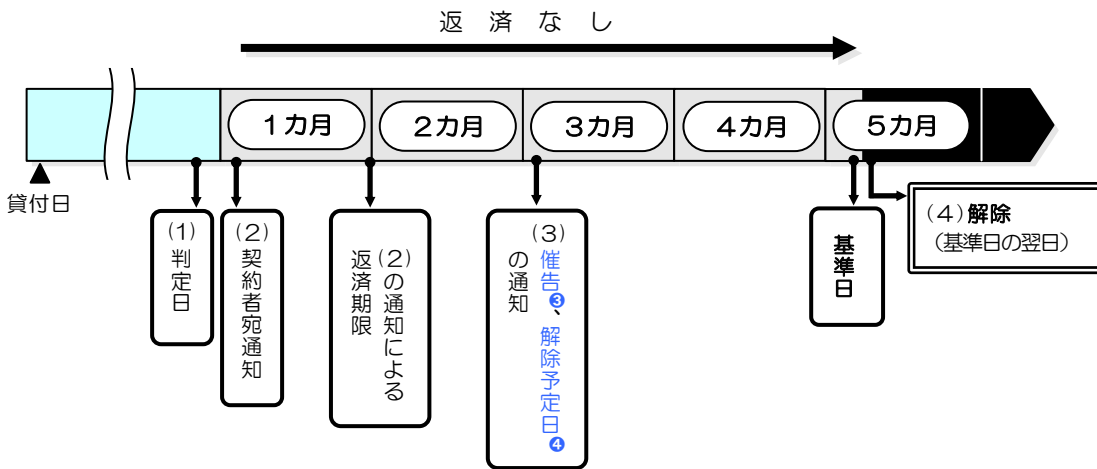 返済なし
1カ月
2カ月
3カ月
4カ月
5カ月
貸付日
(1)
判定日
(2)
契約者宛通知
(2)の通知による
返済期限
(3)
催告❸、解除予定日❹
の通知
基準日
(4)解除
(基準日の翌日)